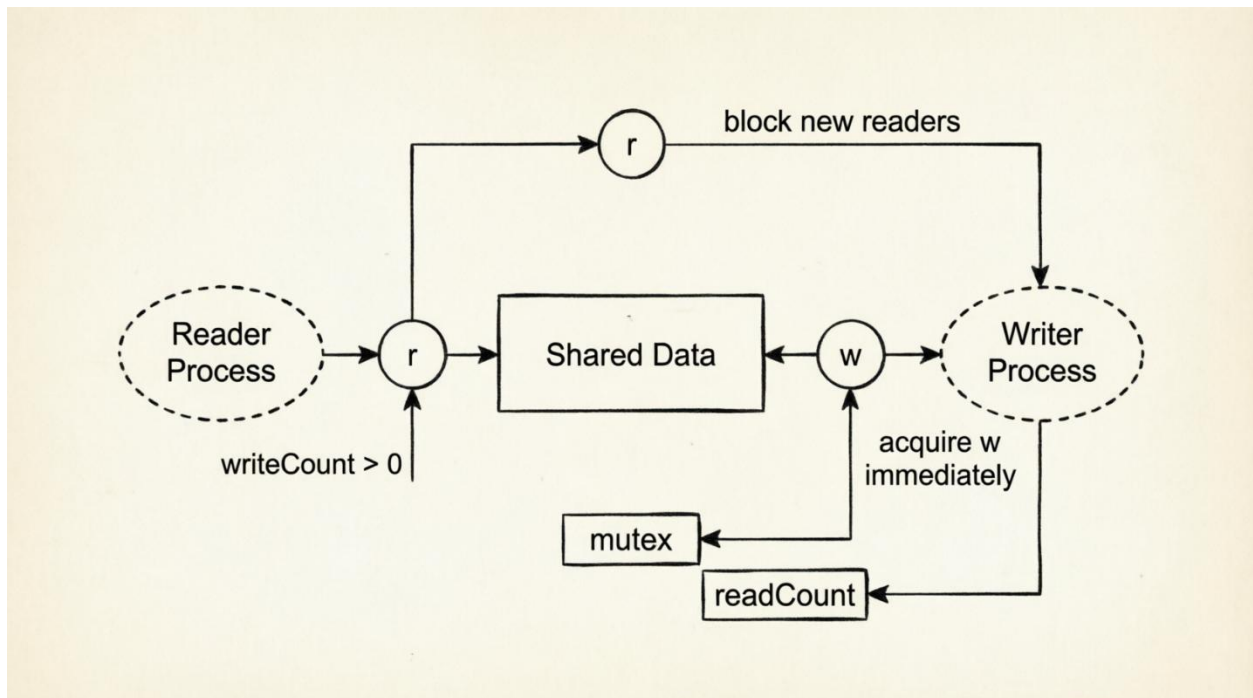 r
block new readers
Reader
Process
r
Shared Data
w
Writer
Process
writeCount > 0
acquire w
immediately
mutex
readCount